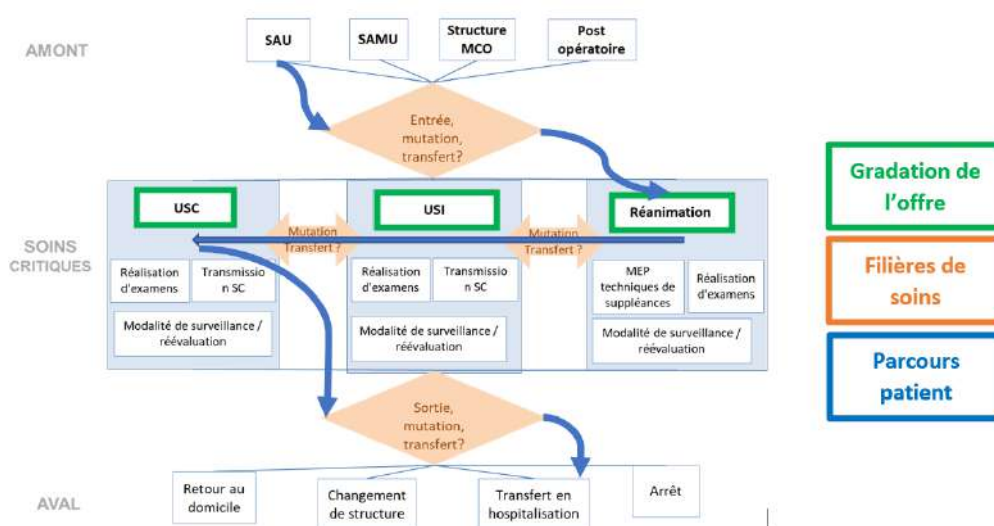 AMONT
SAU
SAMU
Structure
MCO
Post
opératoire
Entrée,
mutation,
transfert?
SOINS
CRITIQUES
USC
USI
Réanimation
Mutation
Transfert ?
Mutation
Transfert ?
Réalisation
d'examens
Transmissio
n SC
Modalité de surveillance /
réévaluation
Réalisation
d'examens
Transmission
n SC
Modalité de surveillance /
réévaluation
MEP
techniques de
suppléances
Réalisation
d'examens
Modalité de surveillance /
réévaluation
Sortie,
mutation,
transfert?
AVAL
Retour au
domicile
Changement
de structure
Transfert en
hospitalisation
Arrêt
Gradation de
l'offre
Filières de
soins
Parcours
patient